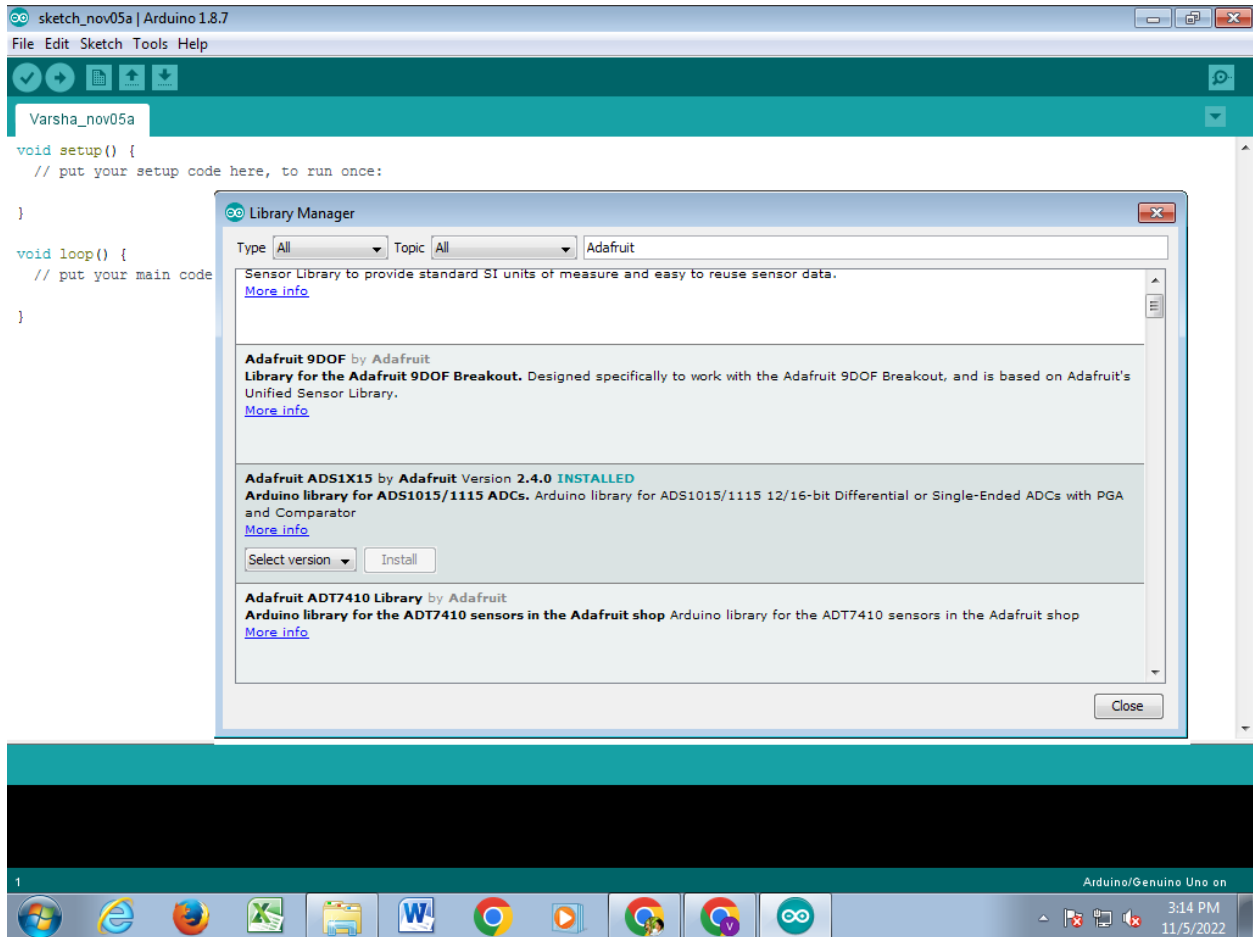 sketch_nov05a | Arduino 1.8.7
File Edit Sketch Tools Help
Varsha_nov05a
void setup() {
// put your setup code here, to run once:
}
void loop() {
// put your main code
}
Library Manager
Type All Topic All Adafruit
Sensor Library to provide standard SI units of measure and easy to reuse sensor data.
More info
Adafruit 9DOF by Adafruit
Library for the Adafruit 9DOF Breakout. Designed specifically to work with the Adafruit 9DOF Breakout, and is based on Adafruit's
Unified Sensor Library.
More info
Adafruit ADS1X15 by Adafruit Version 2.4.0 INSTALLED
Arduino library for ADS1015/1115 ADCs. Arduino library for ADS1015/1115 12/16-bit Differential or Single-Ended ADCs with PGA
and Comparator
More info
Select version Install
Adafruit ADT7410 Library by Adafruit
Arduino library for the ADT7410 sensors in the Adafruit shop Arduino library for the ADT7410 sensors in the Adafruit shop
More info
Close
1 Arduino/Genuino Uno on
3:14 PM
11/5/2022